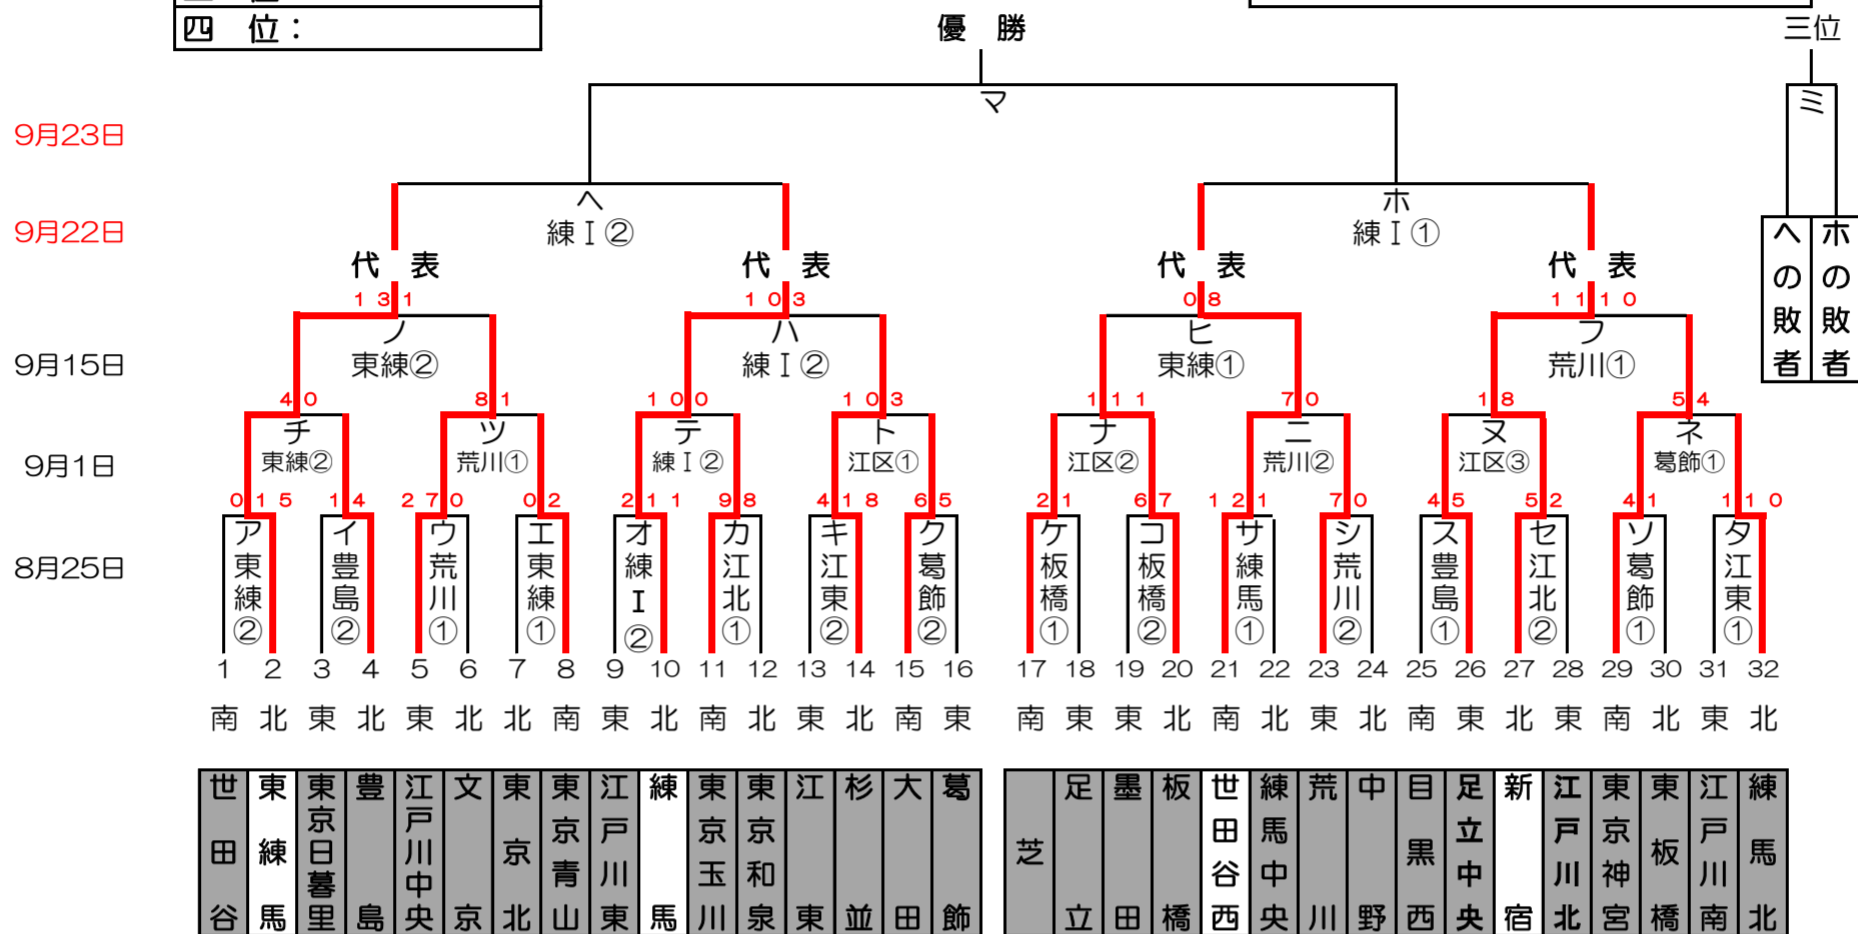 四　位：
優　勝
三位
マ
ミ
9月23日
ヘ
ホ
9月22日
練Ⅰ②
練Ⅰ①
ヘの敗者
ホの敗者
代　表
代　表
代　表
代　表
1 3 1
1 0 3
0 8
1 1 1 0
ノ
ハ
ヒ
フ
9月15日
東練②
練Ⅰ②
東練①
荒川①
4 0
8 1
1 0 0
1 0 3
1 1 1
7 0
1 8
5 4
チ
ツ
テ
ト
ナ
ニ
ヌ
ネ
9月1日
東練②
荒川①
練Ⅰ②
江区①
江区②
荒川②
江区③
葛飾①
0 1 5
1 4
2 7 0
0 2
2 1 1
9 8
4 1 8
6 5
2 1
6 7
1 2 1
7 0
4 5
5 2
4 1
1 1 0
8月25日
ア東練②
イ豊島②
ウ荒川①
エ東練①
オ練Ⅰ②
カ江北①
キ江東②
ク葛飾②
ケ板橋①
コ板橋②
サ練馬①
シ荒川②
ス豊島①
セ江北②
ソ葛飾①
タ江東①
1 2 3 4 5 6 7 8 9 10 11 12 13 14 15 16 17 18 19 20 21 22 23 24 25 26 27 28 29 30 31 32
南 北 東 北 東 北 北 南 東 北 南 北 東 北 南 東 南 東 東 北 南 北 東 北 南 東 北 東 南 北 東 北
世田谷
東練馬
東京日暮里
豊島
江戸川中央
文京
東京北
東京青山
江戸川東
練馬
東京玉川
東京和泉
江東
杉並
大田
葛飾
芝
足立
墨田
板橋
世田谷西
練馬中央
荒川
中野
目黒西
足立中央
新宿
江戸川北
東京神宮
東板橋
江戸川南
練馬北